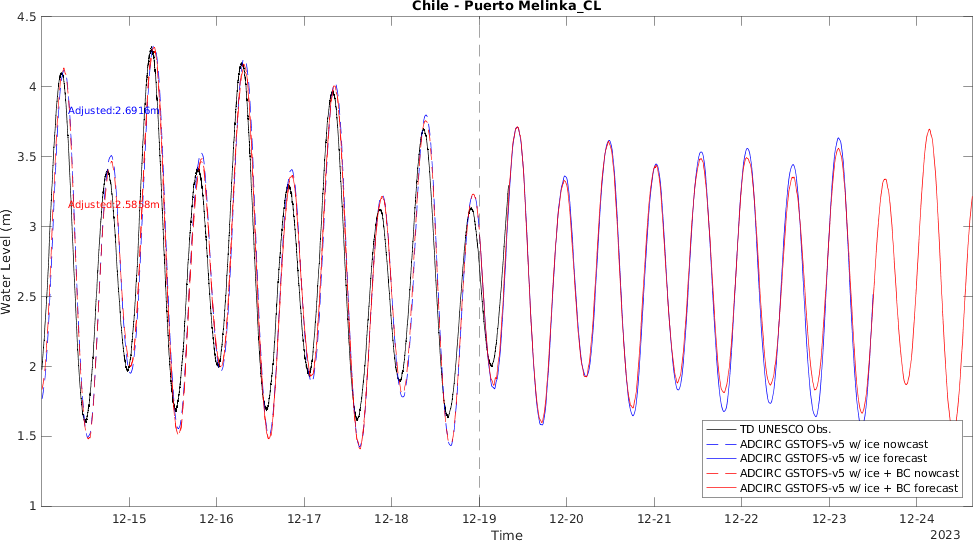 Chile - Puerto Melinka_CL
4.5
4
3.5
3
2.5
2
1.5
1
Water Level (m)
Adjusted:2.6916m
Adjusted:2.5858m
TD UNESCO Obs.
ADCIRC GSTOFS-v5 w/ ice nowcast
ADCIRC GSTOFS-v5 w/ ice forecast
ADCIRC GSTOFS-v5 w/ ice + BC nowcast
ADCIRC GSTOFS-v5 w/ ice + BC forecast
12-15 12-16 12-17 12-18 12-19 12-20 12-21 12-22 12-23 12-24
Time
2023